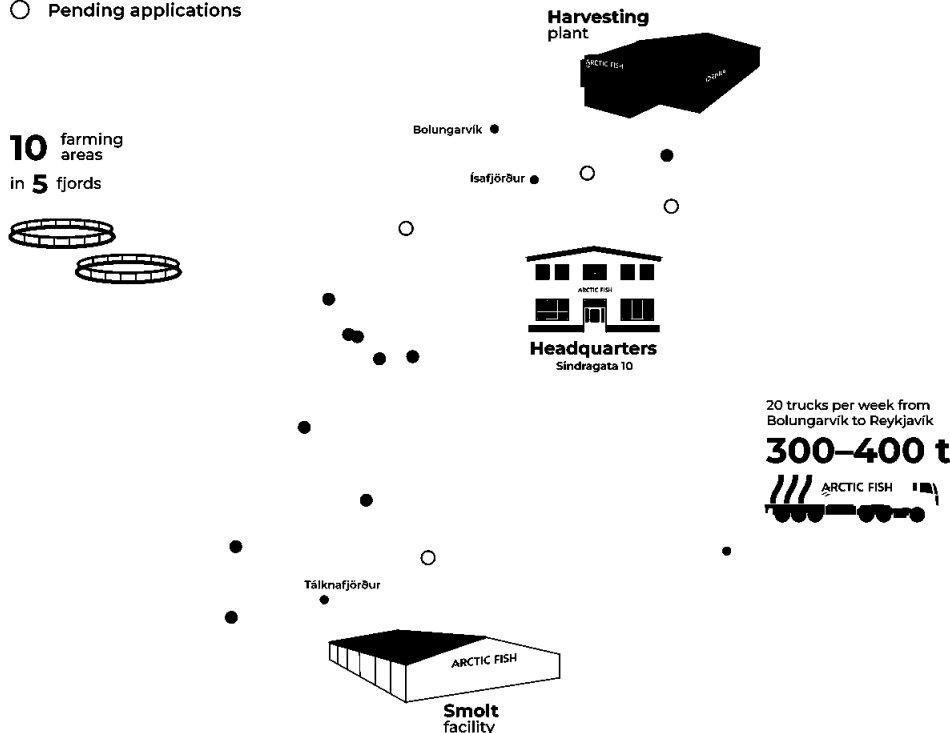 Pending applications
Harvesting
plant
ARCTIC FISH
Bolungarvík
10 farming
areas
in 5 fjords
Ísafjörður
ARCTIC FISH
Headquarters
Sindragata 10
20 trucks per week from
Bolungarvík to Reykjavík
300–400 t
ARCTIC FISH
Tálknafjörður
ARCTIC FISH
Smolt
facility